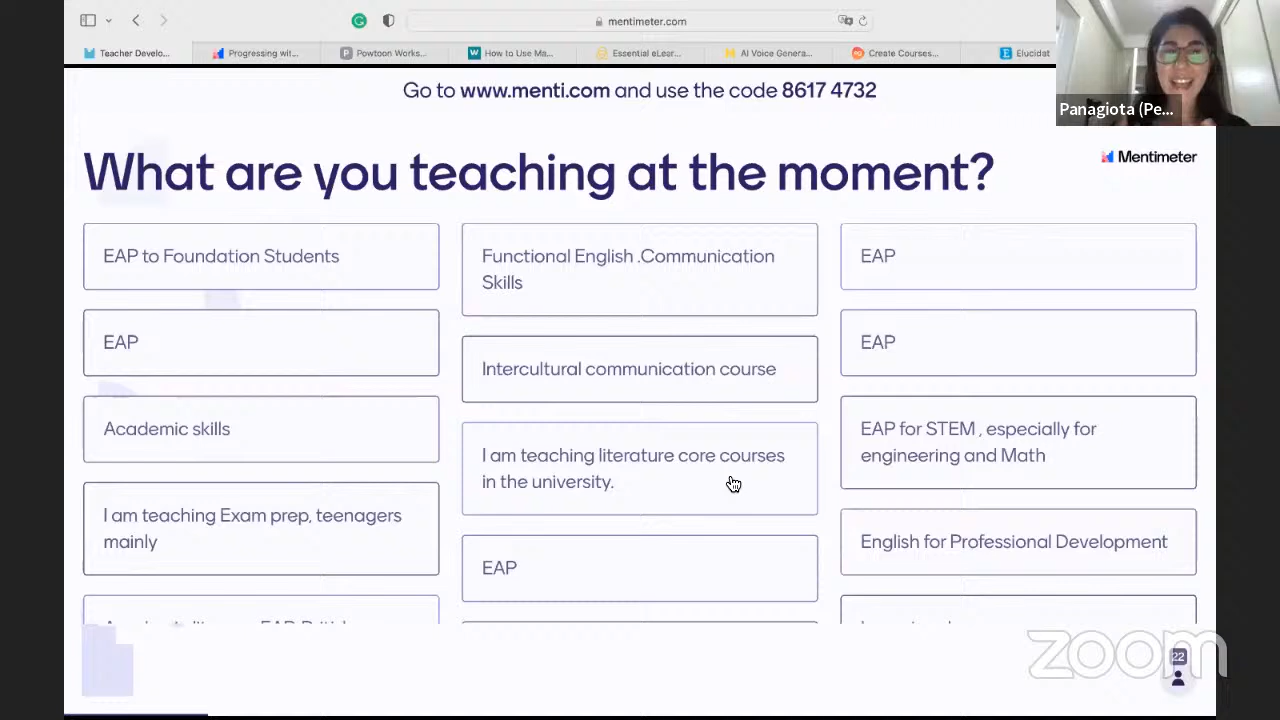 mentimeter.com
Teacher Develo...
Progressing wit...
Powtoon Works...
How to Use Ma...
Essential eLear...
AI Voice Genera...
Create Courses...
Elucidat
Panagiota (Pe...
Go to www.menti.com and use the code 8617 4732
What are you teaching at the moment?
Mentimeter
EAP to Foundation Students
EAP
Academic skills
I am teaching Exam prep, teenagers
mainly
Functional English .Communication
Skills
Intercultural communication course
I am teaching literature core courses
in the university.
EAP
EAP
EAP
EAP for STEM , especially for
engineering and Math
English for Professional Development
zoom
22